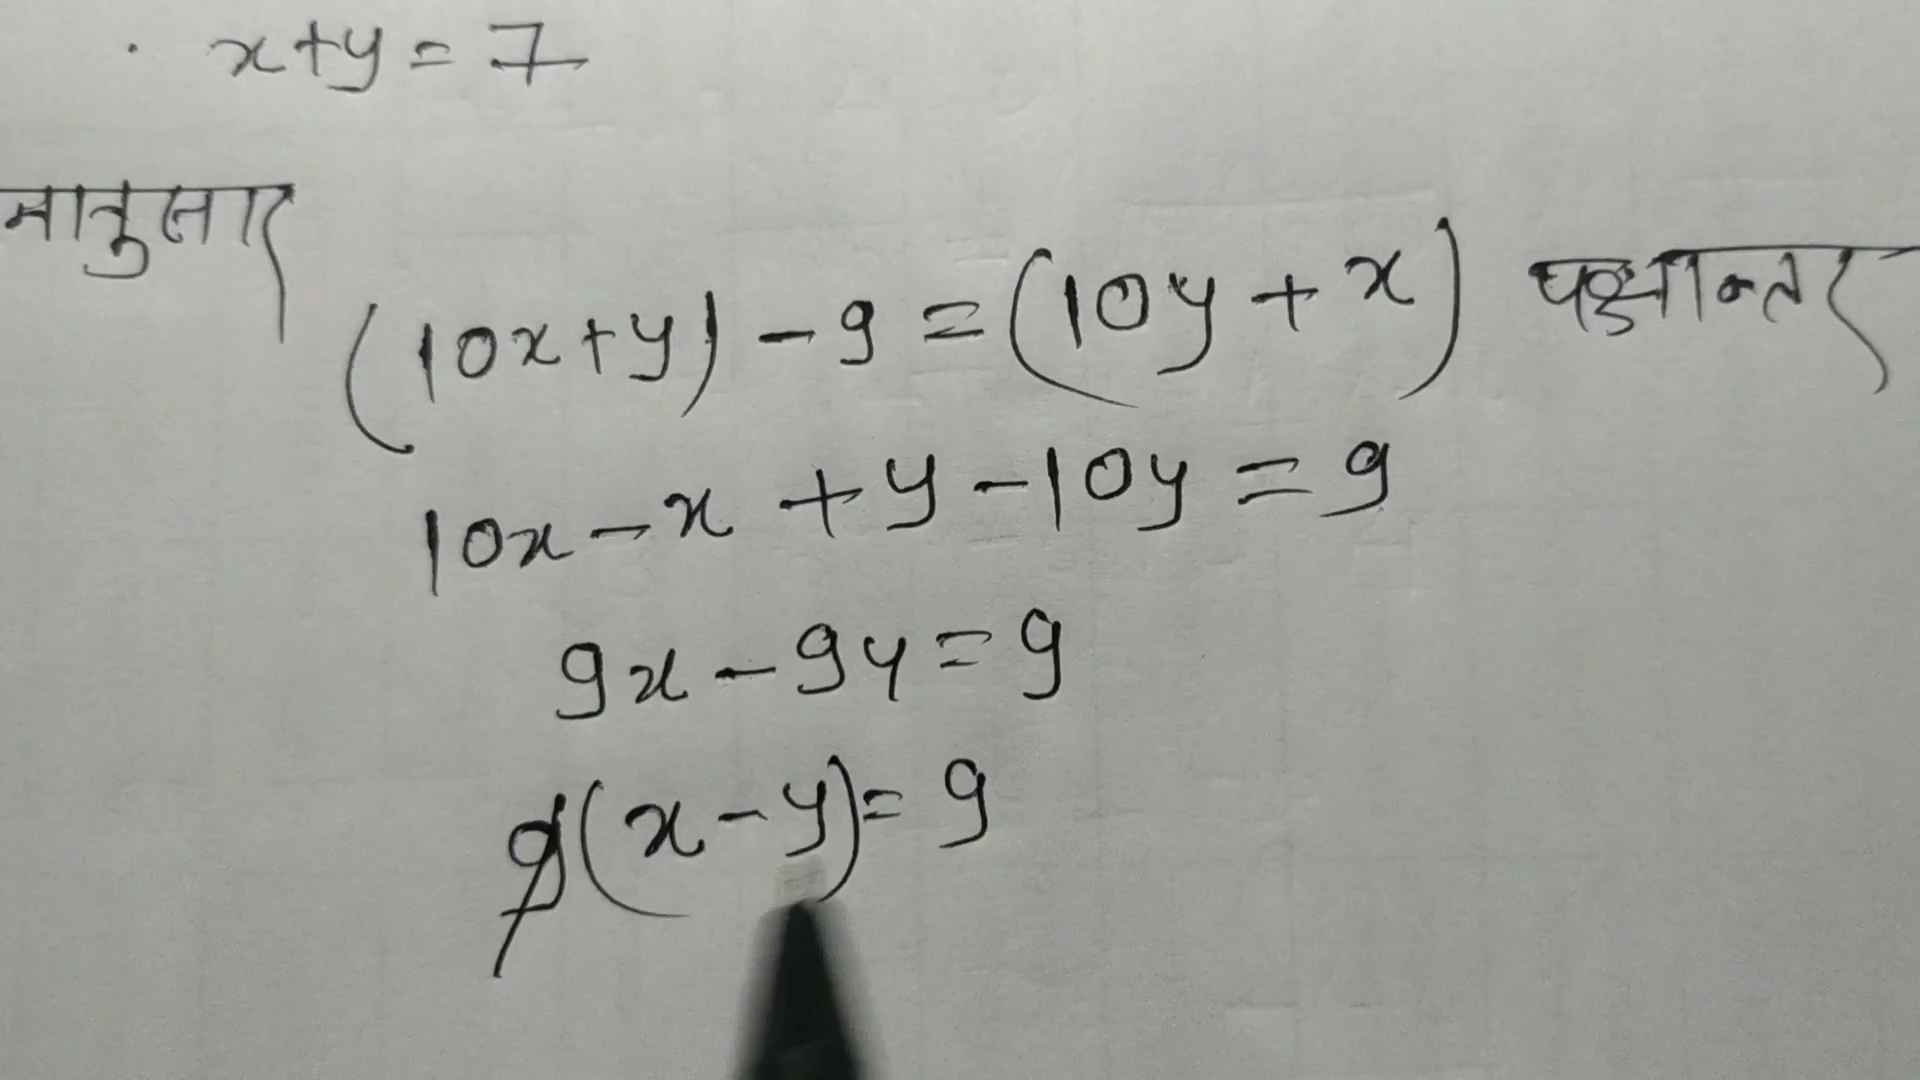 x+y=7
मानुसार
(10x+y)-9=(10y+x) पक्षान्तर
10x-x+y-10y=9
9x-9y=9
9(x-y)=9